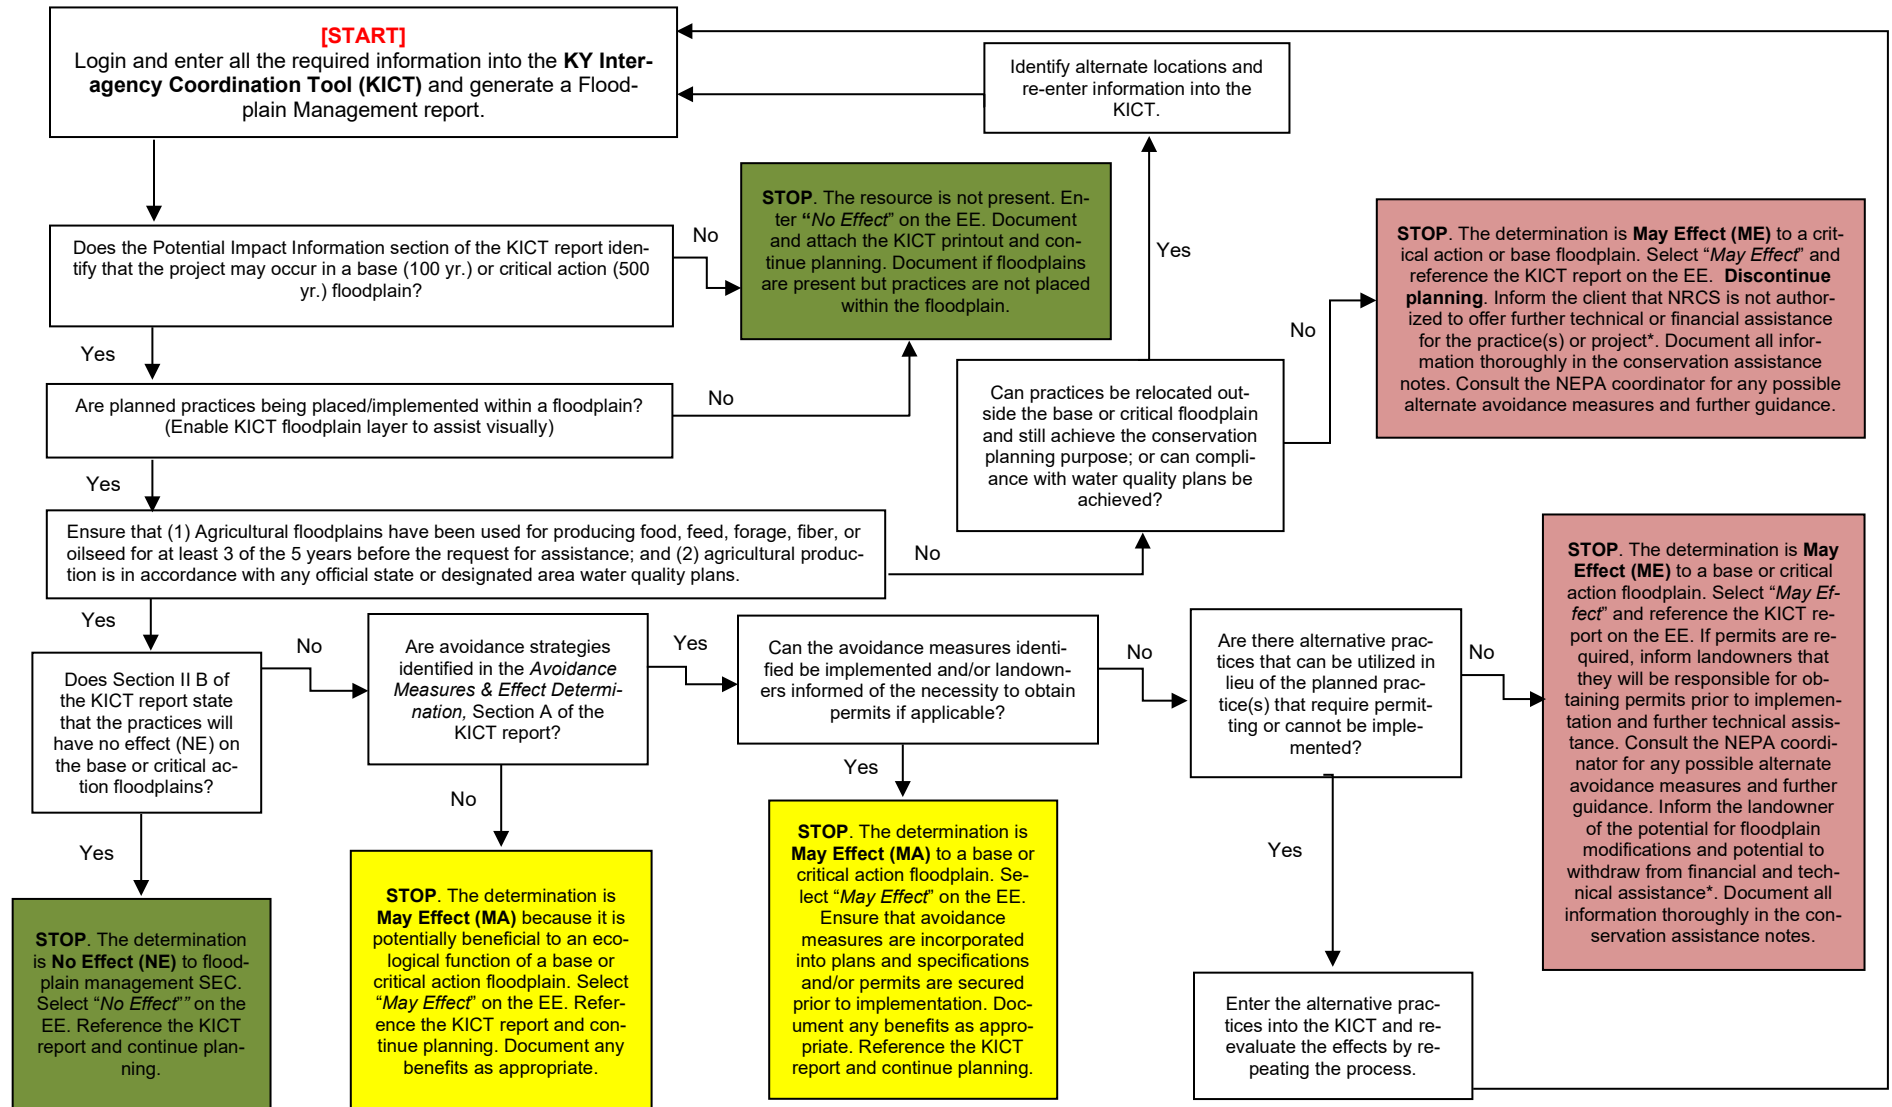 [START]
Login and enter all the required information into the KY Inter-
agency Coordination Tool (KICT) and generate a Flood-
plain Management report.
Identify alternate locations and
re-enter information into the
KICT.
STOP. The resource is not present. En-
ter “No Effect” on the EE. Document
and attach the KICT printout and con-
tinue planning. Document if floodplains
are present but practices are not placed
within the floodplain.
Yes
STOP. The determination is May Effect (ME) to a crit-
ical action or base floodplain. Select “May Effect” and
reference the KICT report on the EE. Discontinue
planning. Inform the client that NRCS is not author-
ized to offer further technical or financial assistance
for the practice(s) or project*. Document all infor-
mation thoroughly in the conservation assistance
notes. Consult the NEPA coordinator for any possible
alternate avoidance measures and further guidance.
Does the Potential Impact Information section of the KICT report iden-
tify that the project may occur in a base (100 yr.) or critical action (500
yr.) floodplain?
No
Yes
No
Are planned practices being placed/implemented within a floodplain?
(Enable KICT floodplain layer to assist visually)
No
Can practices be relocated out-
side the base or critical floodplain
and still achieve the conservation
planning purpose; or can compli-
ance with water quality plans be
achieved?
Yes
Ensure that (1) Agricultural floodplains have been used for producing food, feed, forage, fiber, or
oilseed for at least 3 of the 5 years before the request for assistance; and (2) agricultural produc-
tion is in accordance with any official state or designated area water quality plans.
No
Yes
Does Section II B of
the KICT report state
that the practices will
have no effect (NE) on
the base or critical ac-
tion floodplains?
No
Are avoidance strategies
identified in the Avoidance
Measures & Effect Determi-
nation, Section A of the
KICT report?
Yes
Can the avoidance measures identi-
fied be implemented and/or landown-
ers informed of the necessity to obtain
permits if applicable?
No
Are there alternative prac-
tices that can be utilized in
lieu of the planned prac-
tice(s) that require permit-
ting or cannot be imple-
mented?
No
STOP. The determination is May
Effect (ME) to a base or critical
action floodplain. Select “May Ef-
fect” and reference the KICT re-
port on the EE. If permits are re-
quired, inform landowners that
they will be responsible for ob-
taining permits prior to implemen-
tation and further technical assis-
tance. Consult the NEPA coordi-
nator for any possible alternate
avoidance measures and further
guidance. Inform the landowner
of the potential for floodplain
modifications and potential to
withdraw from financial and tech-
nical assistance*. Document all
information thoroughly in the con-
servation assistance notes.
Yes
No
Yes
Yes
STOP. The determination
is No Effect (NE) to flood-
plain management SEC.
Select “No Effect”” on the
EE. Reference the KICT
report and continue plan-
ning.
STOP. The determination is
May Effect (MA) because it is
potentially beneficial to an eco-
logical function of a base or
critical action floodplain. Select
“May Effect” on the EE. Refer-
ence the KICT report and con-
tinue planning. Document any
benefits as appropriate.
STOP. The determination is
May Effect (MA) to a base or
critical action floodplain. Se-
lect “May Effect” on the EE.
Ensure that avoidance
measures are incorporated
into plans and specifications
and/or permits are secured
prior to implementation. Doc-
ument any benefits as appro-
priate. Reference the KICT
report and continue planning.
Enter the alternative prac-
tices into the KICT and re-
evaluate the effects by re-
peating the process.